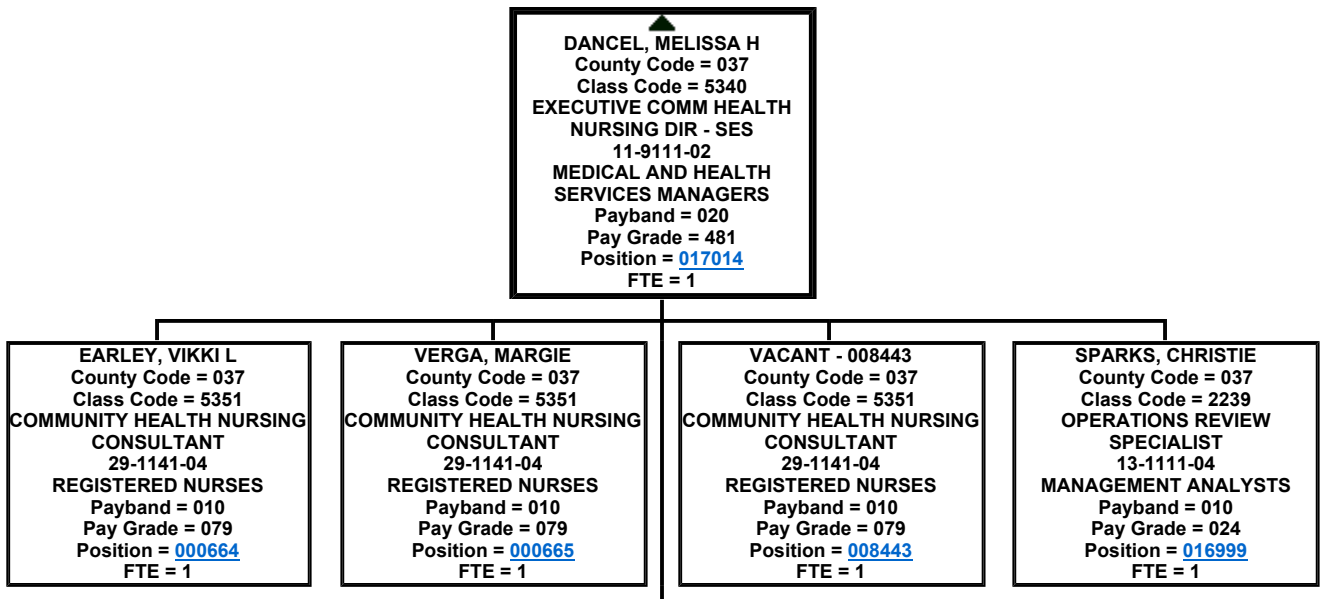 DANCEL, MELISSA H
County Code = 037
Class Code = 5340
EXECUTIVE COMM HEALTH
NURSING DIR - SES
11-9111-02
MEDICAL AND HEALTH
SERVICES MANAGERS
Payband = 020
Pay Grade = 481
Position = 017014
FTE = 1
EARLEY, VIKKI L
County Code = 037
Class Code = 5351
COMMUNITY HEALTH NURSING
CONSULTANT
29-1141-04
REGISTERED NURSES
Payband = 010
Pay Grade = 079
Position = 000664
FTE = 1
VERGA, MARGIE
County Code = 037
Class Code = 5351
COMMUNITY HEALTH NURSING
CONSULTANT
29-1141-04
REGISTERED NURSES
Payband = 010
Pay Grade = 079
Position = 000665
FTE = 1
VACANT - 008443
County Code = 037
Class Code = 5351
COMMUNITY HEALTH NURSING
CONSULTANT
29-1141-04
REGISTERED NURSES
Payband = 010
Pay Grade = 079
Position = 008443
FTE = 1
SPARKS, CHRISTIE
County Code = 037
Class Code = 2239
OPERATIONS REVIEW
SPECIALIST
13-1111-04
MANAGEMENT ANALYSTS
Payband = 010
Pay Grade = 024
Position = 016999
FTE = 1